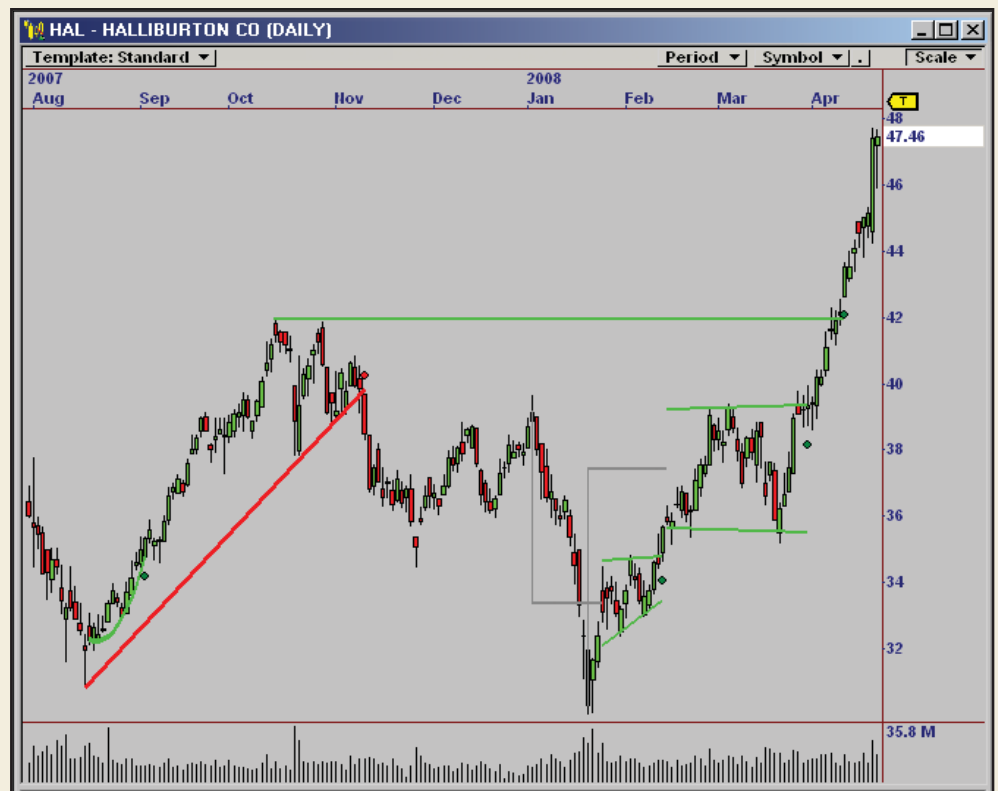 HAL - HALLIBURTON CO (DAILY)
Template: Standard Period Symbol . Scale
2007 2008
Aug Sep Oct Nov Dec Jan Feb Mar Apr T
48
47.46
46
44
42
40
38
36
34
32
35.8 M